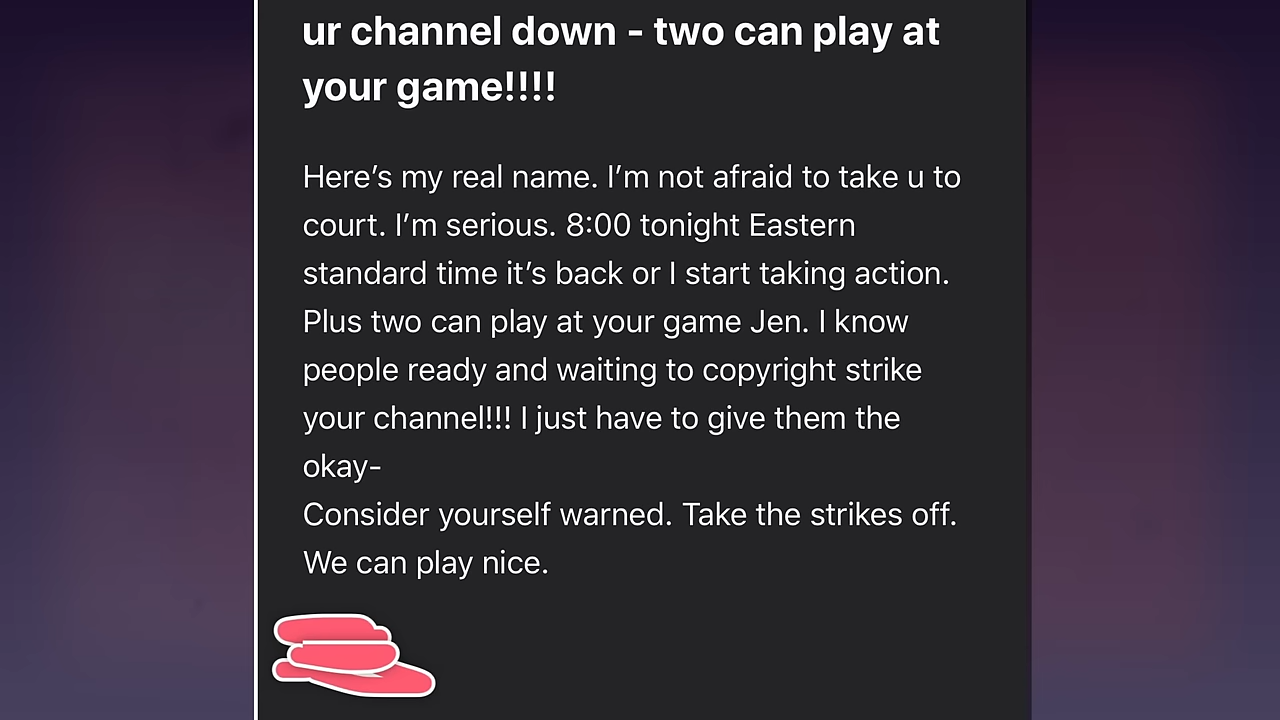 ur channel down - two can play at
your game!!!!
Here’s my real name. I’m not afraid to take u to
court. I’m serious. 8:00 tonight Eastern
standard time it’s back or I start taking action.
Plus two can play at your game Jen. I know
people ready and waiting to copyright strike
your channel!!! I just have to give them the
okay-
Consider yourself warned. Take the strikes off.
We can play nice.